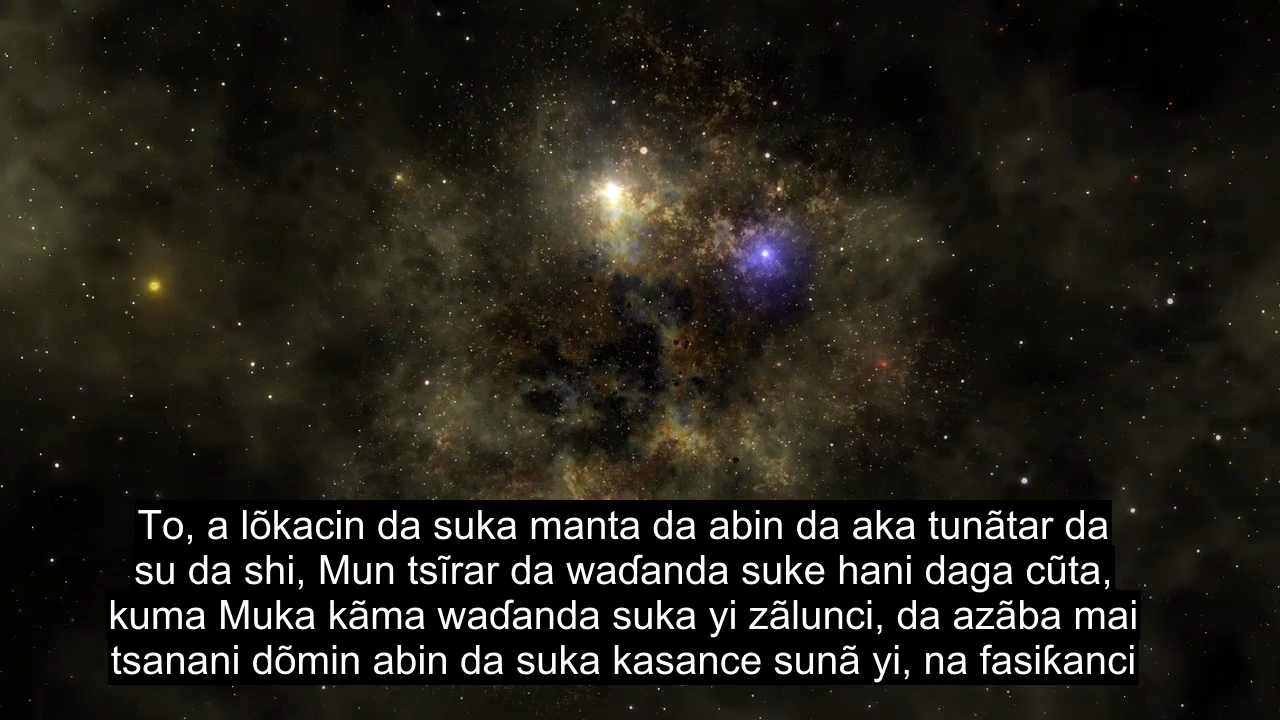 To, a lõkacin da suka manta da abin da aka tunãtar da
su da shi, Mun tsĩrar da waɗanda suke hani daga cũta,
kuma Muka kãma waɗanda suka yi zãlunci, da azãba mai
tsanani dõmin abin da suka kasance sunã yi, na fasiƙanci